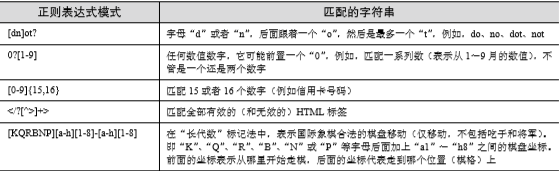 正则表达式模式 匹配的字符串
[dn]ot? 字母“d”或者“n”，后面跟着一个“o”，然后是最多一个“t”，例如，do、no、dot、not
0?[1-9] 任何数值数字，它可能前置一个“0”，例如，匹配一系列数（表示从1～9月的数值），不
管是一个还是两个数字
[0-9]{15,16} 匹配15或者16个数字（例如信用卡号码）
</?[^>]+> 匹配全部有效的（和无效的）HTML标签
[KQRBNP][a-h][1-8]-[a-h][1-8] 在“长代数”标记法中，表示国际象棋合法的棋盘移动（仅移动，不包括吃子和将军）。
即“K”、“Q”、“R”、“B”、“N”或“P”等字母后面加上“a1”～“h8”之间的棋盘坐标。
前面的坐标表示从哪里开始走棋，后面的坐标代表走到哪个位置（棋格）上